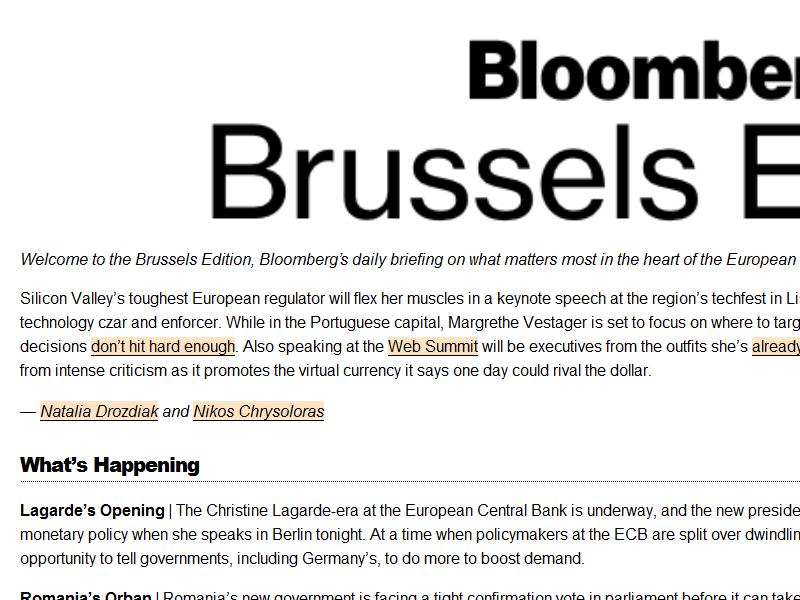 Bloomber
Brussels E
Welcome to the Brussels Edition, Bloomberg's daily briefing on what matters most in the heart of the European
Silicon Valley's toughest European regulator will flex her muscles in a keynote speech at the region's techfest in Li
technology czar and enforcer. While in the Portuguese capital, Margrethe Vestager is set to focus on where to targ
decisions don't hit hard enough. Also speaking at the Web Summit will be executives from the outfits she's already
from intense criticism as it promotes the virtual currency it says one day could rival the dollar.
— Natalia Drozdiak and Nikos Chrysoloras
What's Happening
Lagarde's Opening | The Christine Lagarde-era at the European Central Bank is underway, and the new preside
monetary policy when she speaks in Berlin tonight. At a time when policymakers at the ECB are split over dwindlin
opportunity to tell governments, including Germany's, to do more to boost demand.
Romania's Orban | Romania's new government is facing a tight confirmation vote in parliament before it can take